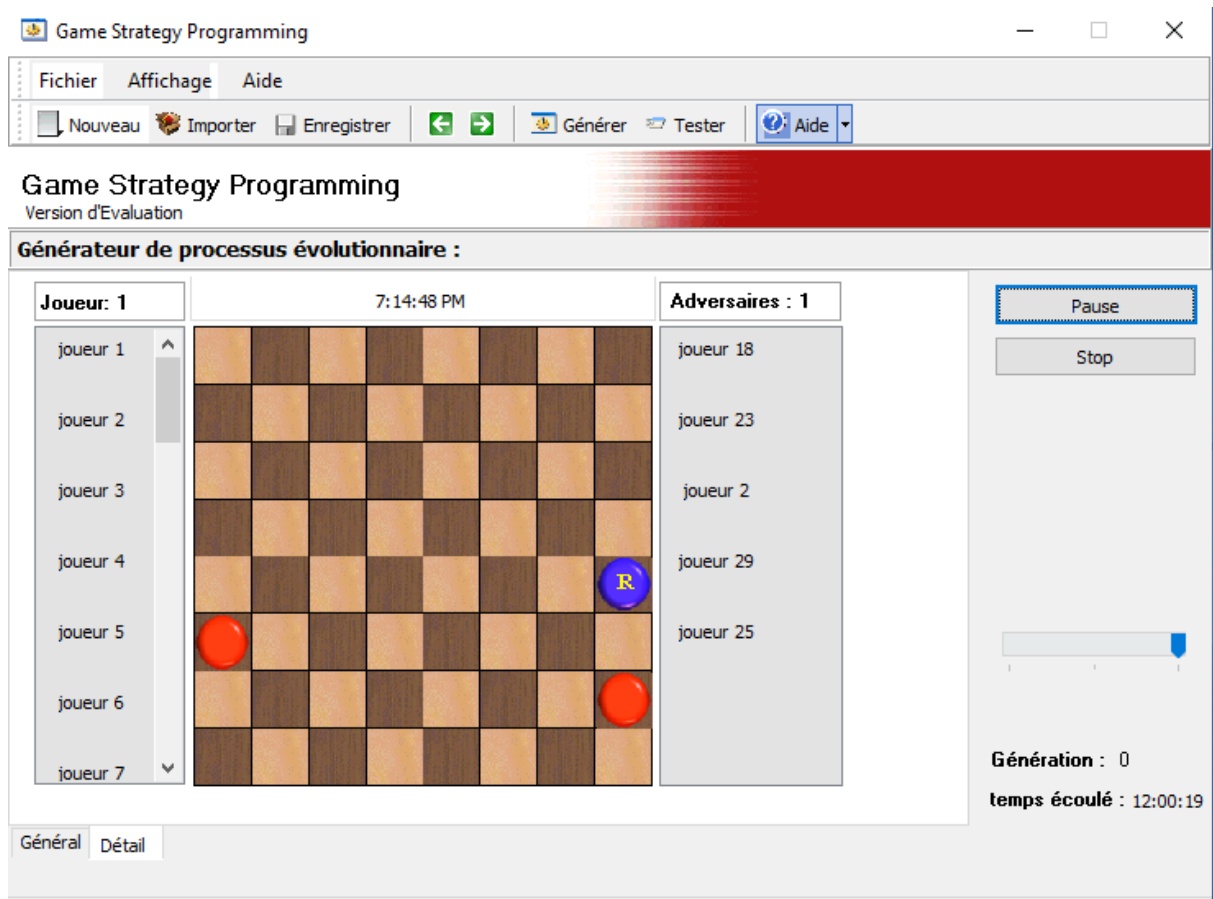 Game Strategy Programming
Fichier Affichage Aide
Nouveau Importer Enregistrer Générer Tester Aide
Game Strategy Programming
Version d'Evaluation
Générateur de processus évolutionnaire :
Joueur: 1 7:14:48 PM Adversaires : 1
Pause
Stop
joueur 1 joueur 18
joueur 2 joueur 23
joueur 3 joueur 2
joueur 4 joueur 29
R
joueur 5 joueur 25
joueur 6
joueur 7
Génération : 0
temps écoulé : 12:00:19
Général Détail